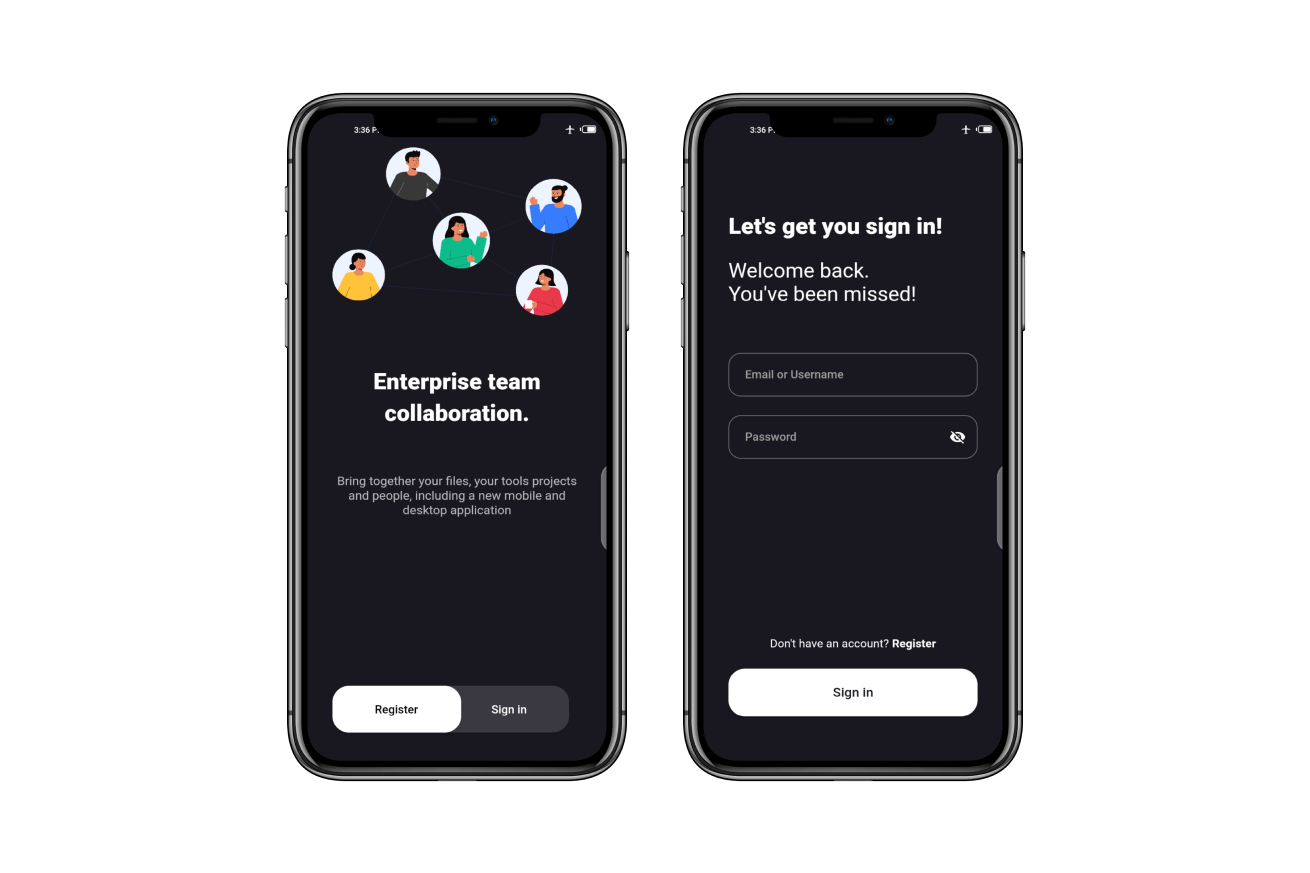 3:36 P
Enterprise team
collaboration.
Bring together your files, your tools projects
and people, including a new mobile and
desktop application
Register
Sign in
3:36 P.
Let's get you sign in!
Welcome back.
You've been missed!
Email or Username
Password
Don't have an account? Register
Sign in